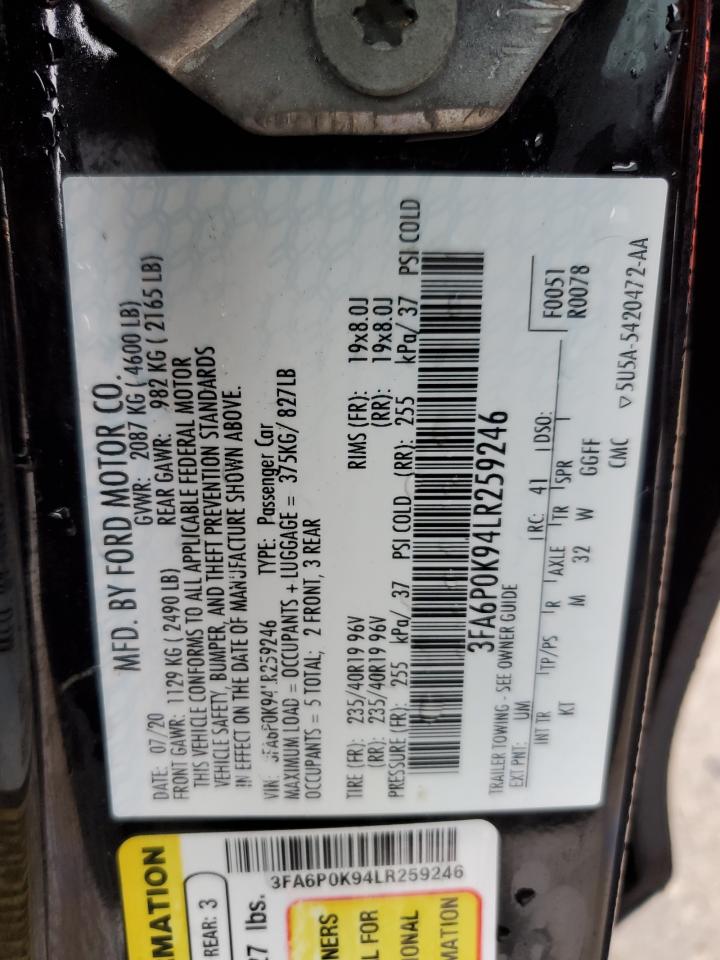 MFD. BY FORD MOTOR CO.
DATE: 07/20 GVWR: 2087 KG ( 4600 LB)
FRONT GAWR: 1129 KG ( 2490 LB) REAR GAWR: 982 KG ( 2165 LB)
THIS VEHICLE CONFORMS TO ALL APPLICABLE FEDERAL MOTOR
VEHICLE SAFETY, BUMPER, AND THEFT PREVENTION STANDARDS
IN EFFECT ON THE DATE OF MANUFACTURE SHOWN ABOVE.
VIN: 3FA6P0K94LR259246 TYPE: Passenger Car
MAXIMUM LOAD = OCCUPANTS + LUGGAGE = 375KG/ 827LB
OCCUPANTS = 5 TOTAL; 2 FRONT, 3 REAR
TIRE (FR): 235/40R19 96V RIMS (FR): 19x8.0J
(RR): 235/40R19 96V (RR): 19x8.0J
PRESSURE (FR): 255 kPa/ 37 PSI COLD (RR): 255 kPa/ 37 PSI COLD
3FA6P0K94LR259246
TRAILER TOWING - SEE OWNER GUIDE
EXT PNT: UM RC: 41 DSO: F0051
R0078
INT TR TP/PS R AXLE TR SPR
KT M 32 W GGFF
CMC ▽5U5A-5420472-AA
3FA6P0K94LR259246
REAR: 3
27 lbs.